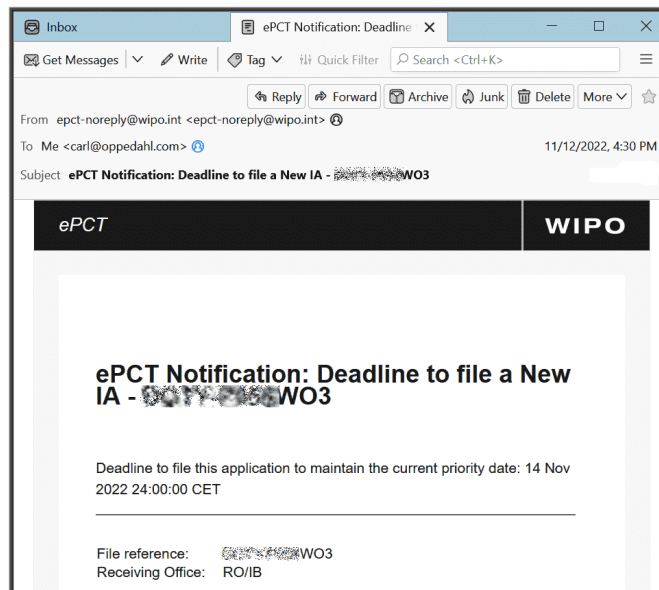 Inbox
ePCT Notification: Deadline
Get Messages Write Tag Quick Filter Search <Ctrl+K>
Reply Forward Archive Junk Delete More
From epct-noreply@wipo.int <epct-noreply@wipo.int>
To Me <carl@oppedahl.com> 11/12/2022, 4:30 PM
Subject ePCT Notification: Deadline to file a New IA - WO3
ePCT WIPO
ePCT Notification: Deadline to file a New
IA - WO3
Deadline to file this application to maintain the current priority date: 14 Nov
2022 24:00:00 CET
File reference: WO3
Receiving Office: RO/IB